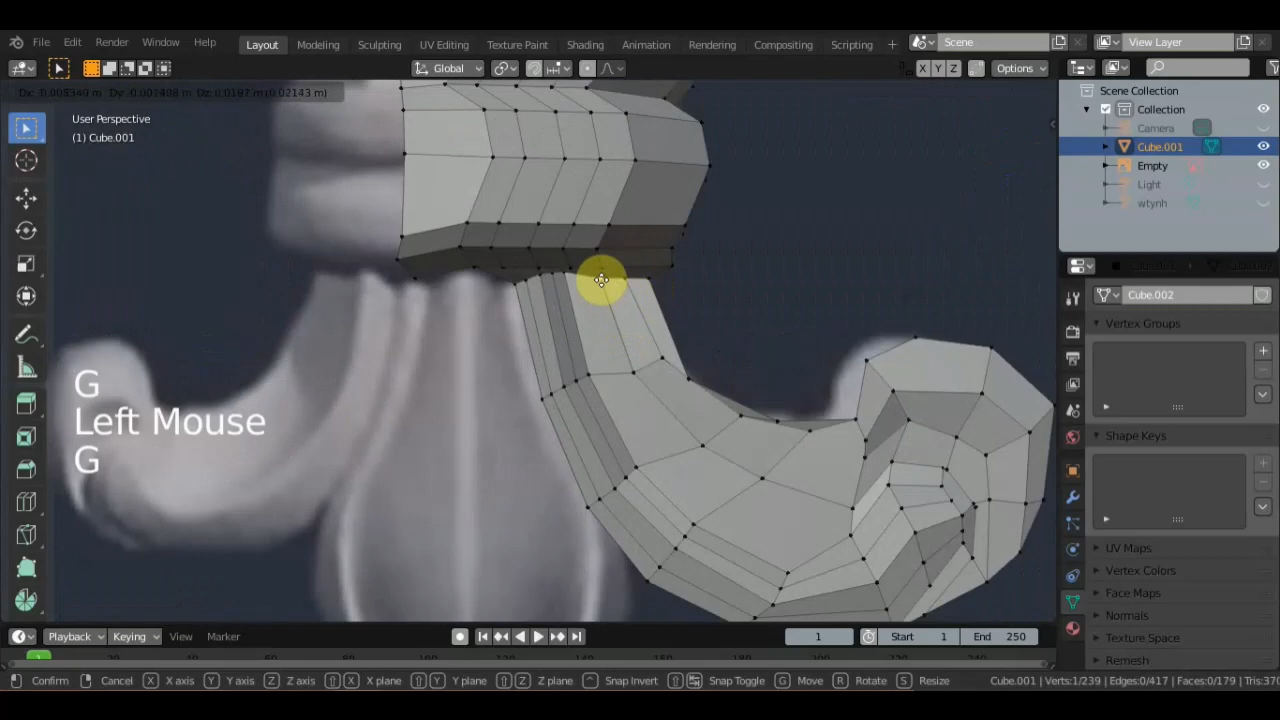 File Edit Render Window Help Layout Modeling Sculpting UV Editing Texture Paint Shading Animation Rendering Compositing Scripting + Scene View Layer
Global X Y Z Options
User Perspective
(1) Cube.001
Scene Collection
Collection
Camera
Cube.001
Empty
Light
wtynh
Cube.002
Vertex Groups
Shape Keys
UV Maps
Vertex Colors
Face Maps
Normals
Texture Space
Remesh
G
Left Mouse
G
Playback Keying View Marker 1 Start 1 End 250
Confirm Cancel X X axis Y Y axis Z Z axis X X plane Y Y plane Z Z plane Snap Invert Snap Toggle G Move R Rotate S Resize Cube.001 | Verts:1/239 | Edges:0/417 | Faces:0/179 | Tris:370